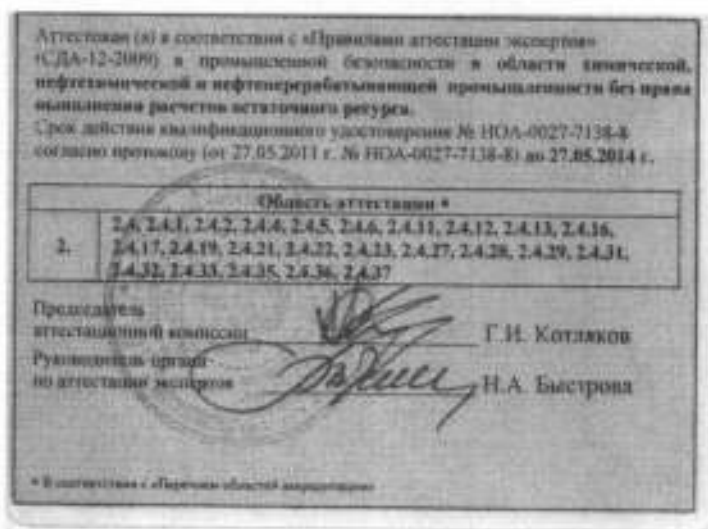 Аттестован (а) в соответствии с «Правилами аттестации экспертов»
(СДА-12-2009) в промышленной безопасности в области химической,
нефтехимической и нефтеперерабатывающей промышленности без права
выполнения расчетов остаточного ресурса.
Срок действия квалификационного удостоверения № НОА-0027-7138-8
согласно протоколу (от 27.05.2011 г. № НОА-0027-7138-8) до 27.05.2014 г.
Область аттестации *
2.4, 2.4.1, 2.4.2, 2.4.4, 2.4.5, 2.4.6, 2.4.11, 2.4.12, 2.4.13, 2.4.16,
2. 2.4.17, 2.4.19, 2.4.21, 2.4.22, 2.4.23, 2.4.27, 2.4.28, 2.4.29, 2.4.31,
2.4.32, 2.4.33, 2.4.35, 2.4.36, 2.4.37
Председатель
аттестационной комиссии Г.И. Котляков
Руководитель органа
по аттестации экспертов Н.А. Быстрова
* В соответствии с «Перечнем областей аккредитации»